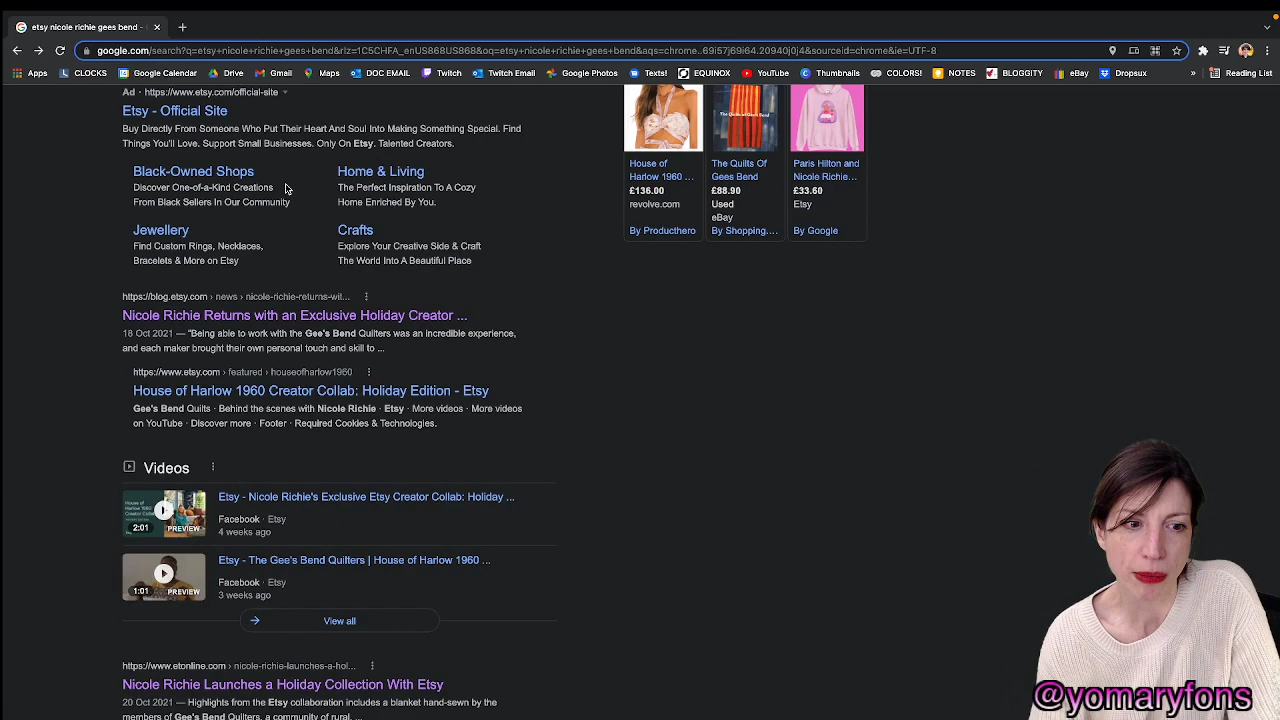 etsy nicole richie gees bend -
google.com/search?q=etsy+nicole+richie+gees+bend&rlz=1C5CHFA_enUS868US868&oq=etsy+nicole+richie+gees+bend&aqs=chrome..69i57j69i64.20940j0j4&sourceid=chrome&ie=UTF-8
Apps CLOCKS Google Calendar Drive Gmail Maps DOC EMAIL Twitch Twitch Email Google Photos Texts! EQUINOX YouTube Thumbnails COLORS! NOTES BLOGGITY eBay Dropsux » Reading List
Ad · https://www.etsy.com/official-site
Etsy - Official Site
Buy Directly From Someone Who Put Their Heart And Soul Into Making Something Special. Find
Things You'll Love. Support Small Businesses. Only On Etsy. Talented Creators.
Black-Owned Shops
Discover One-of-a-Kind Creations
From Black Sellers In Our Community
Home & Living
The Perfect Inspiration To A Cozy
Home Enriched By You.
Jewellery
Find Custom Rings, Necklaces,
Bracelets & More on Etsy
Crafts
Explore Your Creative Side & Craft
The World Into A Beautiful Place
The Quilts of Gee's Bend
House of
Harlow 1960 ...
£136.00
revolve.com
By Producthero
The Quilts Of
Gees Bend
£88.90
Used
eBay
By Shopping....
Paris Hilton and
Nicole Richie...
£33.60
Etsy
By Google
https://blog.etsy.com › news › nicole-richie-returns-wit...
Nicole Richie Returns with an Exclusive Holiday Creator ...
18 Oct 2021 — "Being able to work with the Gee's Bend Quilters was an incredible experience,
and each maker brought their own personal touch and skill to ...
https://www.etsy.com › featured › houseofharlow1960
House of Harlow 1960 Creator Collab: Holiday Edition - Etsy
Gee's Bend Quilts · Behind the scenes with Nicole Richie · Etsy · More videos · More videos
on YouTube · Discover more · Footer · Required Cookies & Technologies.
Videos
House of
Harlow 1960
Creator Colla
2:01
PREVIEW
Etsy - Nicole Richie's Exclusive Etsy Creator Collab: Holiday ...
Facebook · Etsy
4 weeks ago
1:01
PREVIEW
Etsy - The Gee's Bend Quilters | House of Harlow 1960 ...
Facebook · Etsy
3 weeks ago
View all
https://www.etonline.com › nicole-richie-launches-a-hol...
Nicole Richie Launches a Holiday Collection With Etsy
20 Oct 2021 — Highlights from the Etsy collaboration includes a blanket hand-sewn by the
members of Gee's Bend Quilters, a community of rural, ...
@yomaryfons